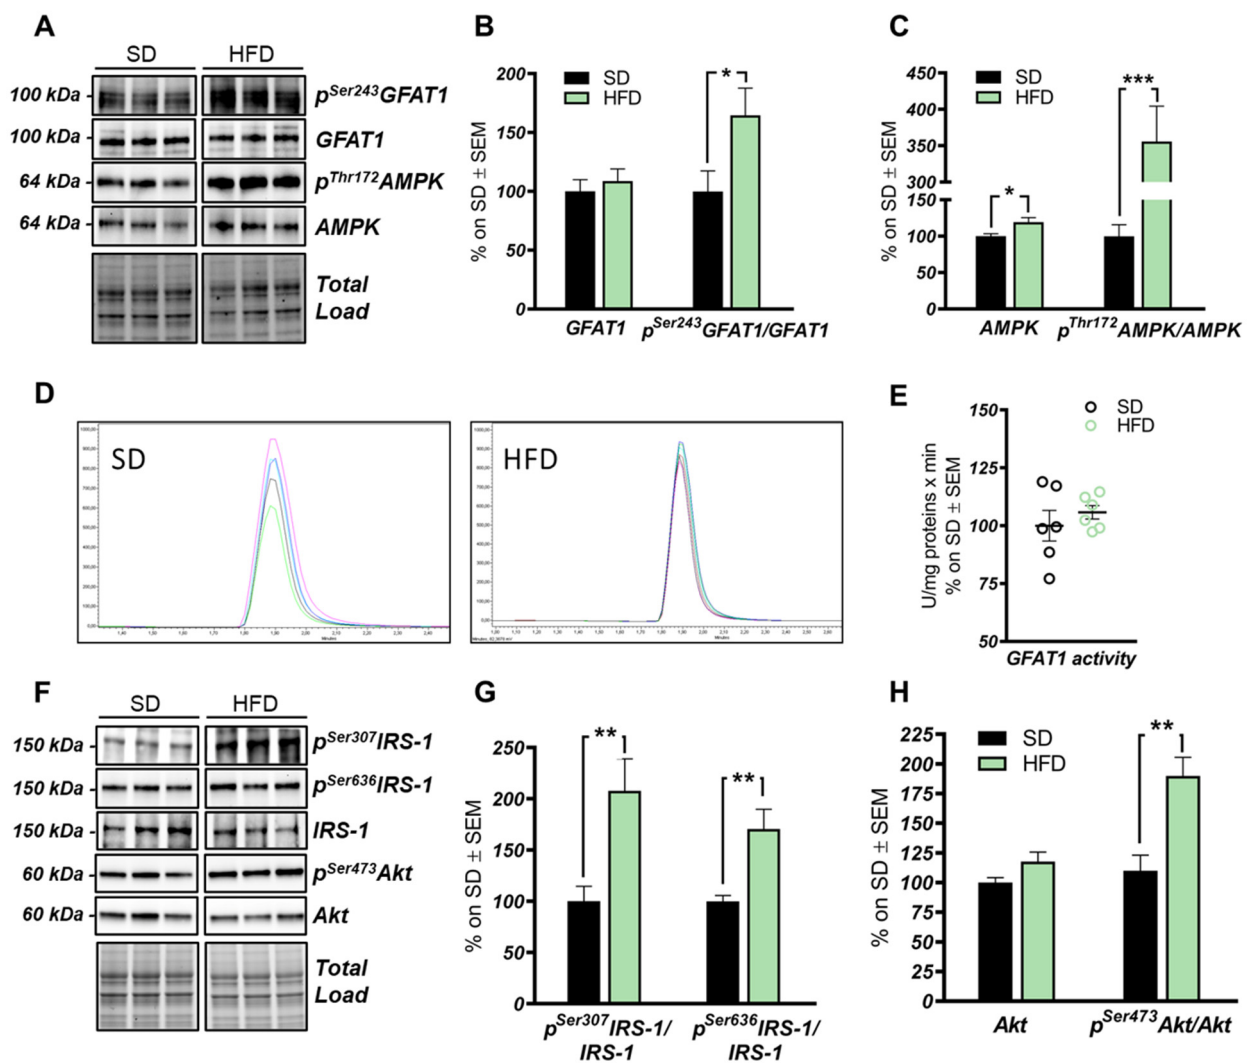 A
SD HFD
100 kDa - pSer243GFAT1
100 kDa - GFAT1
64 kDa - pThr172AMPK
64 kDa - AMPK
Total
Load
B
200
150
100
50
0
% on SD ± SEM
SD
HFD
*
GFAT1 pSer243GFAT1/GFAT1
C
450
400
350
300
150
100
50
0
% on SD ± SEM
SD
HFD
*
***
AMPK pThr172AMPK/AMPK
D
SD
HFD
Minutes
Minutes
E
150
125
100
75
50
U/mg proteins x min
% on SD ± SEM
SD
HFD
GFAT1 activity
F
SD HFD
150 kDa - pSer307IRS-1
150 kDa - pSer636IRS-1
150 kDa - IRS-1
60 kDa - pSer473Akt
60 kDa - Akt
Total
Load
G
250
200
150
100
50
0
% on SD ± SEM
**
**
pSer307IRS-1/
IRS-1
pSer636IRS-1/
IRS-1
H
225
200
175
150
125
100
75
50
25
0
% on SD ± SEM
SD
HFD
**
Akt pSer473Akt/Akt